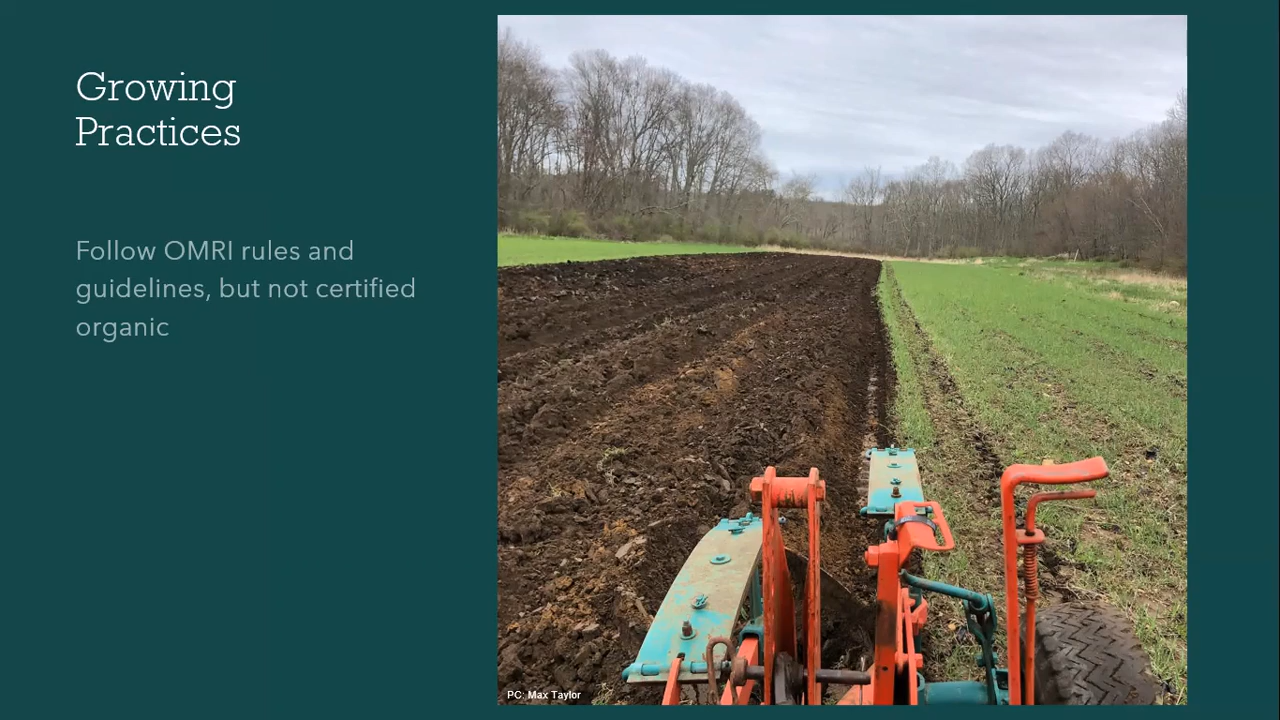 Growing
Practices
Follow OMRI rules and
guidelines, but not certified
organic
PC: Max Taylor